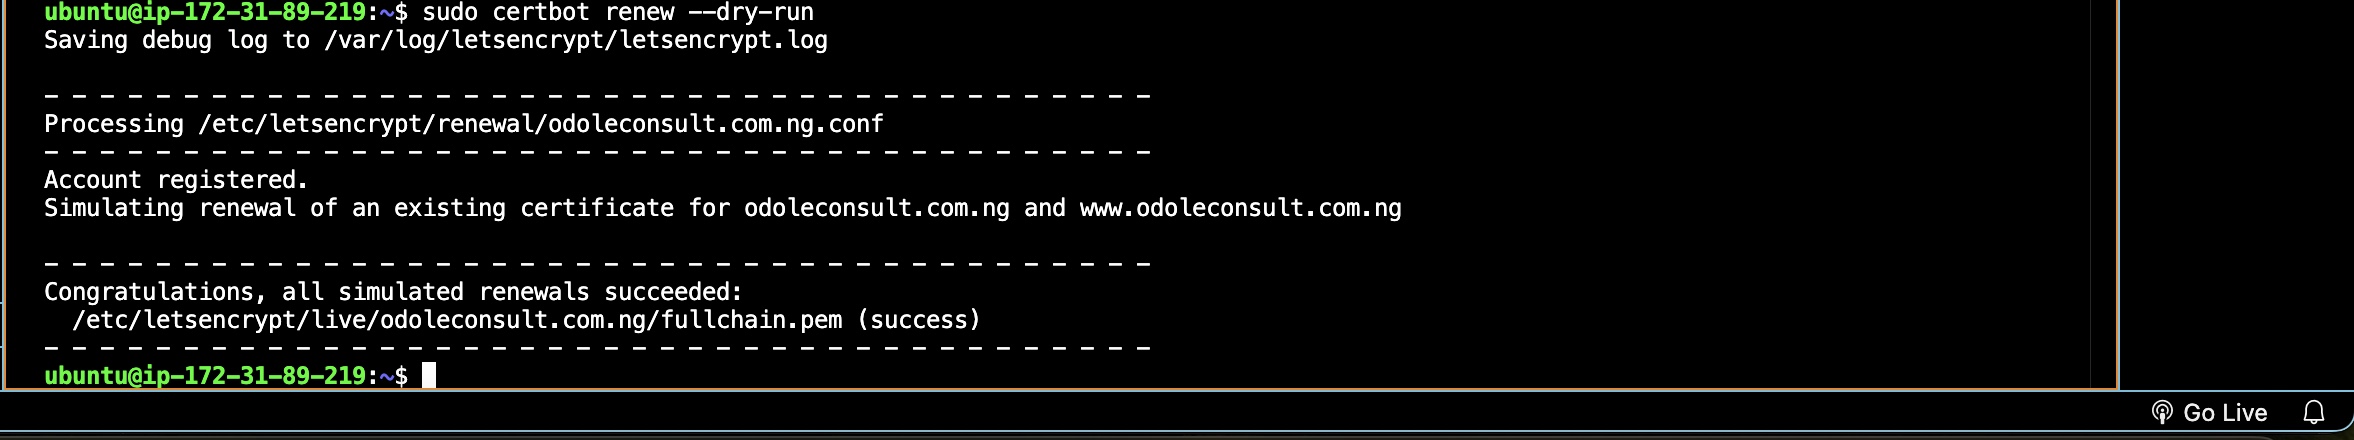 ubuntu@ip-172-31-89-219:~$ sudo certbot renew --dry-run
Saving debug log to /var/log/letsencrypt/letsencrypt.log
- - - - - - - - - - - - - - - - - - - - - - - - - - - - - - - - - - - - - - - -
Processing /etc/letsencrypt/renewal/odoleconsult.com.ng.conf
- - - - - - - - - - - - - - - - - - - - - - - - - - - - - - - - - - - - - - - -
Account registered.
Simulating renewal of an existing certificate for odoleconsult.com.ng and www.odoleconsult.com.ng
- - - - - - - - - - - - - - - - - - - - - - - - - - - - - - - - - - - - - - - -
Congratulations, all simulated renewals succeeded:
  /etc/letsencrypt/live/odoleconsult.com.ng/fullchain.pem (success)
- - - - - - - - - - - - - - - - - - - - - - - - - - - - - - - - - - - - - - - -
ubuntu@ip-172-31-89-219:~$
Go Live